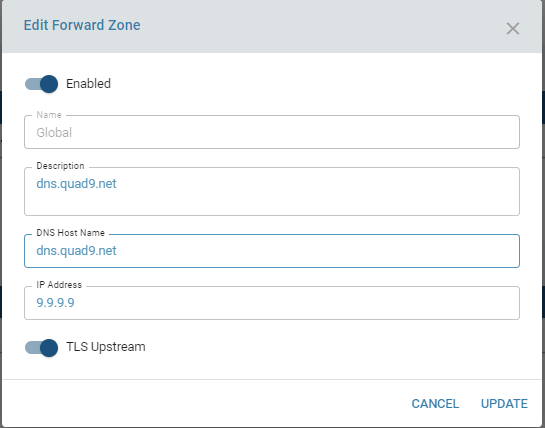 Edit Forward Zone
Enabled
Name
Global
Description
dns.quad9.net
DNS Host Name
dns.quad9.net
IP Address
9.9.9.9
TLS Upstream
CANCEL UPDATE